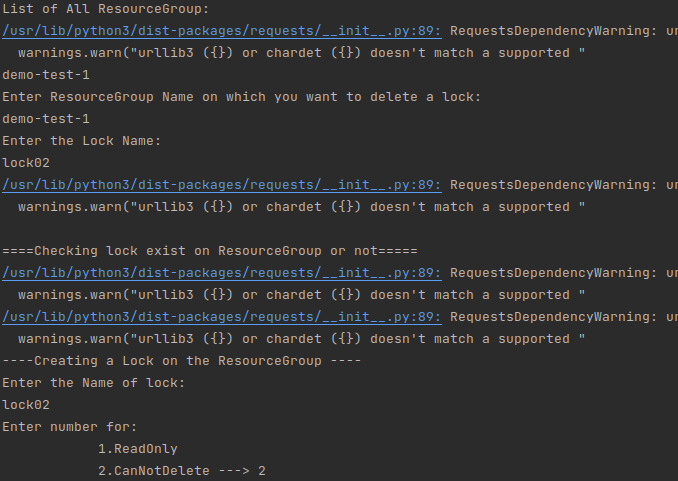 List of All ResourceGroup:
/usr/lib/python3/dist-packages/requests/__init__.py:89: RequestsDependencyWarning:
warnings.warn("urllib3 ({}) or chardet ({}) doesn't match a supported "
demo-test-1
Enter ResourceGroup Name on which you want to delete a lock:
demo-test-1
Enter the Lock Name:
lock02
/usr/lib/python3/dist-packages/requests/__init__.py:89: RequestsDependencyWarning:
warnings.warn("urllib3 ({}) or chardet ({}) doesn't match a supported "
====Checking lock exist on ResourceGroup or not=====
/usr/lib/python3/dist-packages/requests/__init__.py:89: RequestsDependencyWarning:
warnings.warn("urllib3 ({}) or chardet ({}) doesn't match a supported "
/usr/lib/python3/dist-packages/requests/__init__.py:89: RequestsDependencyWarning:
warnings.warn("urllib3 ({}) or chardet ({}) doesn't match a supported "
----Creating a Lock on the ResourceGroup ----
Enter the Name of lock:
lock02
Enter number for:
1.ReadOnly
2.CanNotDelete ---> 2